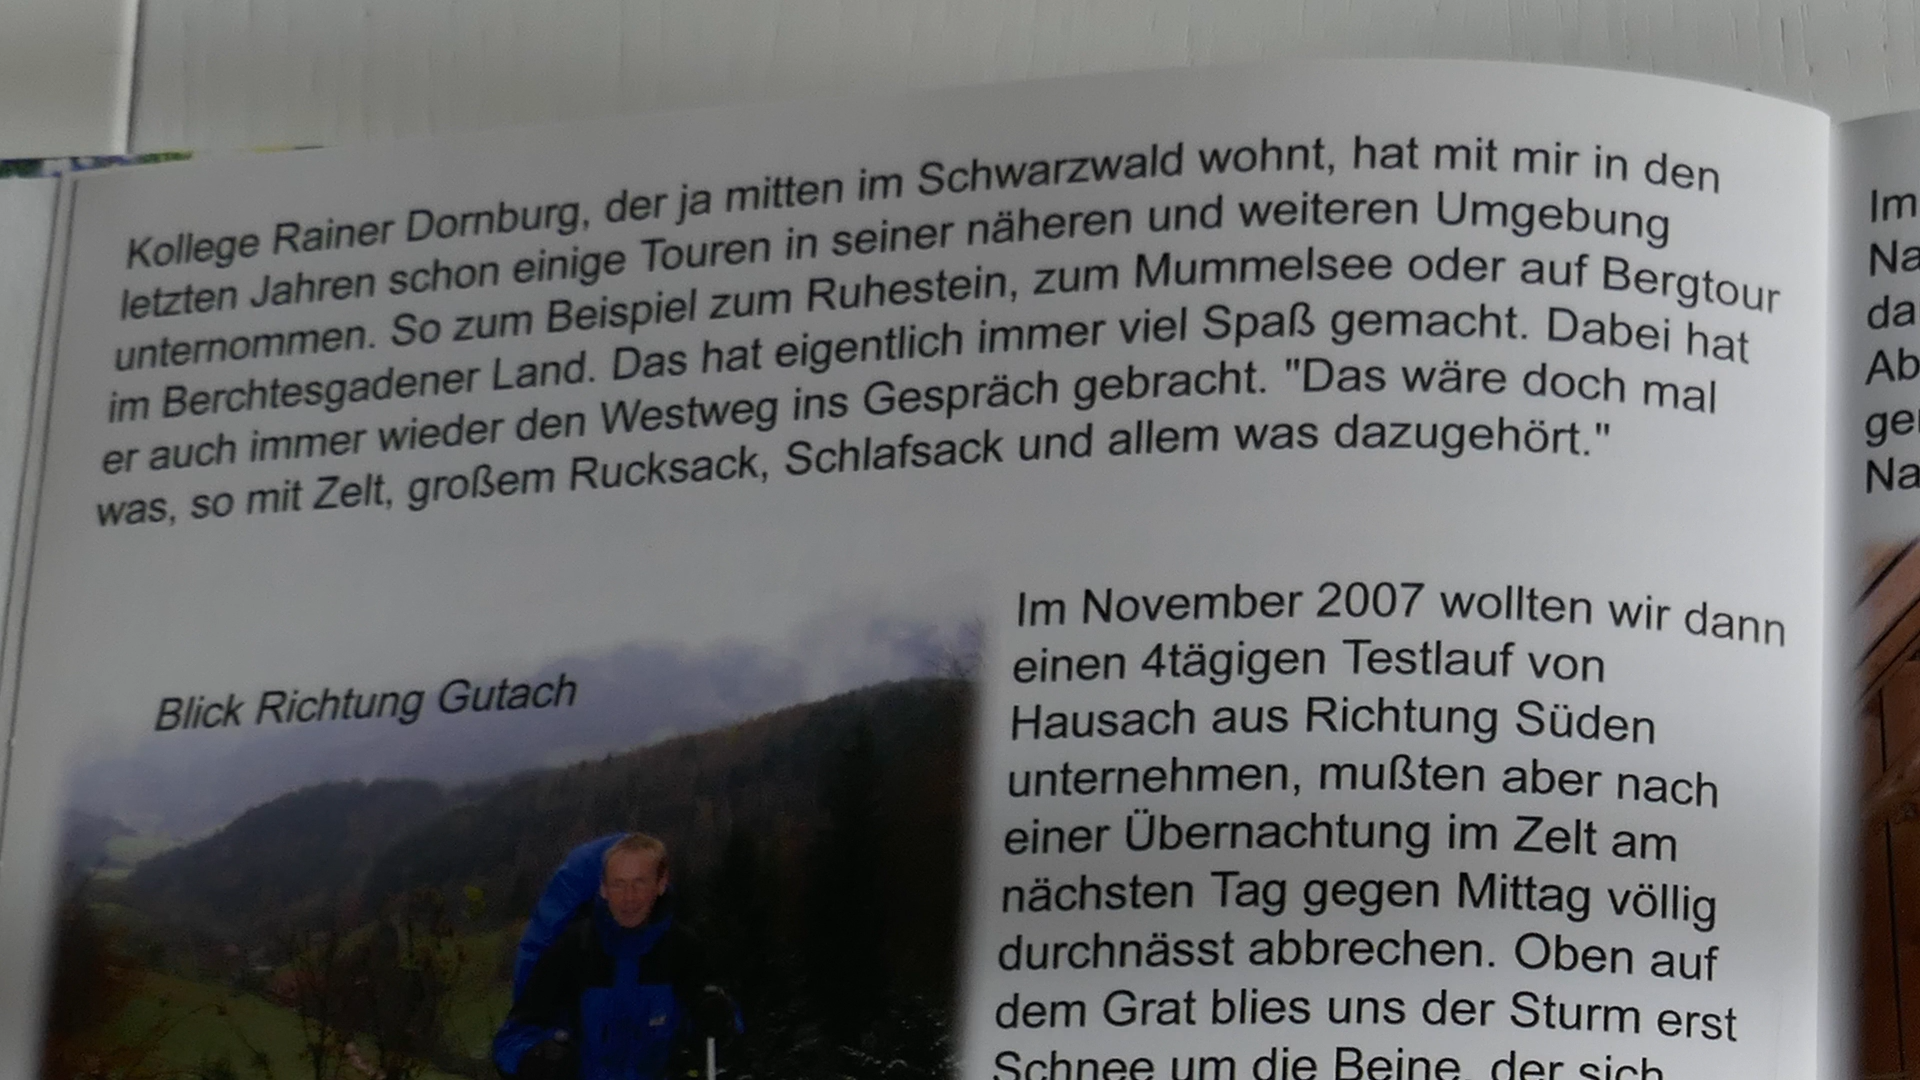 Kollege Rainer Dornburg, der ja mitten im Schwarzwald wohnt, hat mit mir in den
letzten Jahren schon einige Touren in seiner näheren und weiteren Umgebung
unternommen. So zum Beispiel zum Ruhestein, zum Mummelsee oder auf Bergtour
im Berchtesgadener Land. Das hat eigentlich immer viel Spaß gemacht. Dabei hat
er auch immer wieder den Westweg ins Gespräch gebracht. "Das wäre doch mal
was, so mit Zelt, großem Rucksack, Schlafsack und allem was dazugehört."
Blick Richtung Gutach
Im November 2007 wollten wir dann
einen 4tägigen Testlauf von
Hausach aus Richtung Süden
unternehmen, mußten aber nach
einer Übernachtung im Zelt am
nächsten Tag gegen Mittag völlig
durchnässt abbrechen. Oben auf
dem Grat blies uns der Sturm erst
Schnee um die Beine, der sich
Im